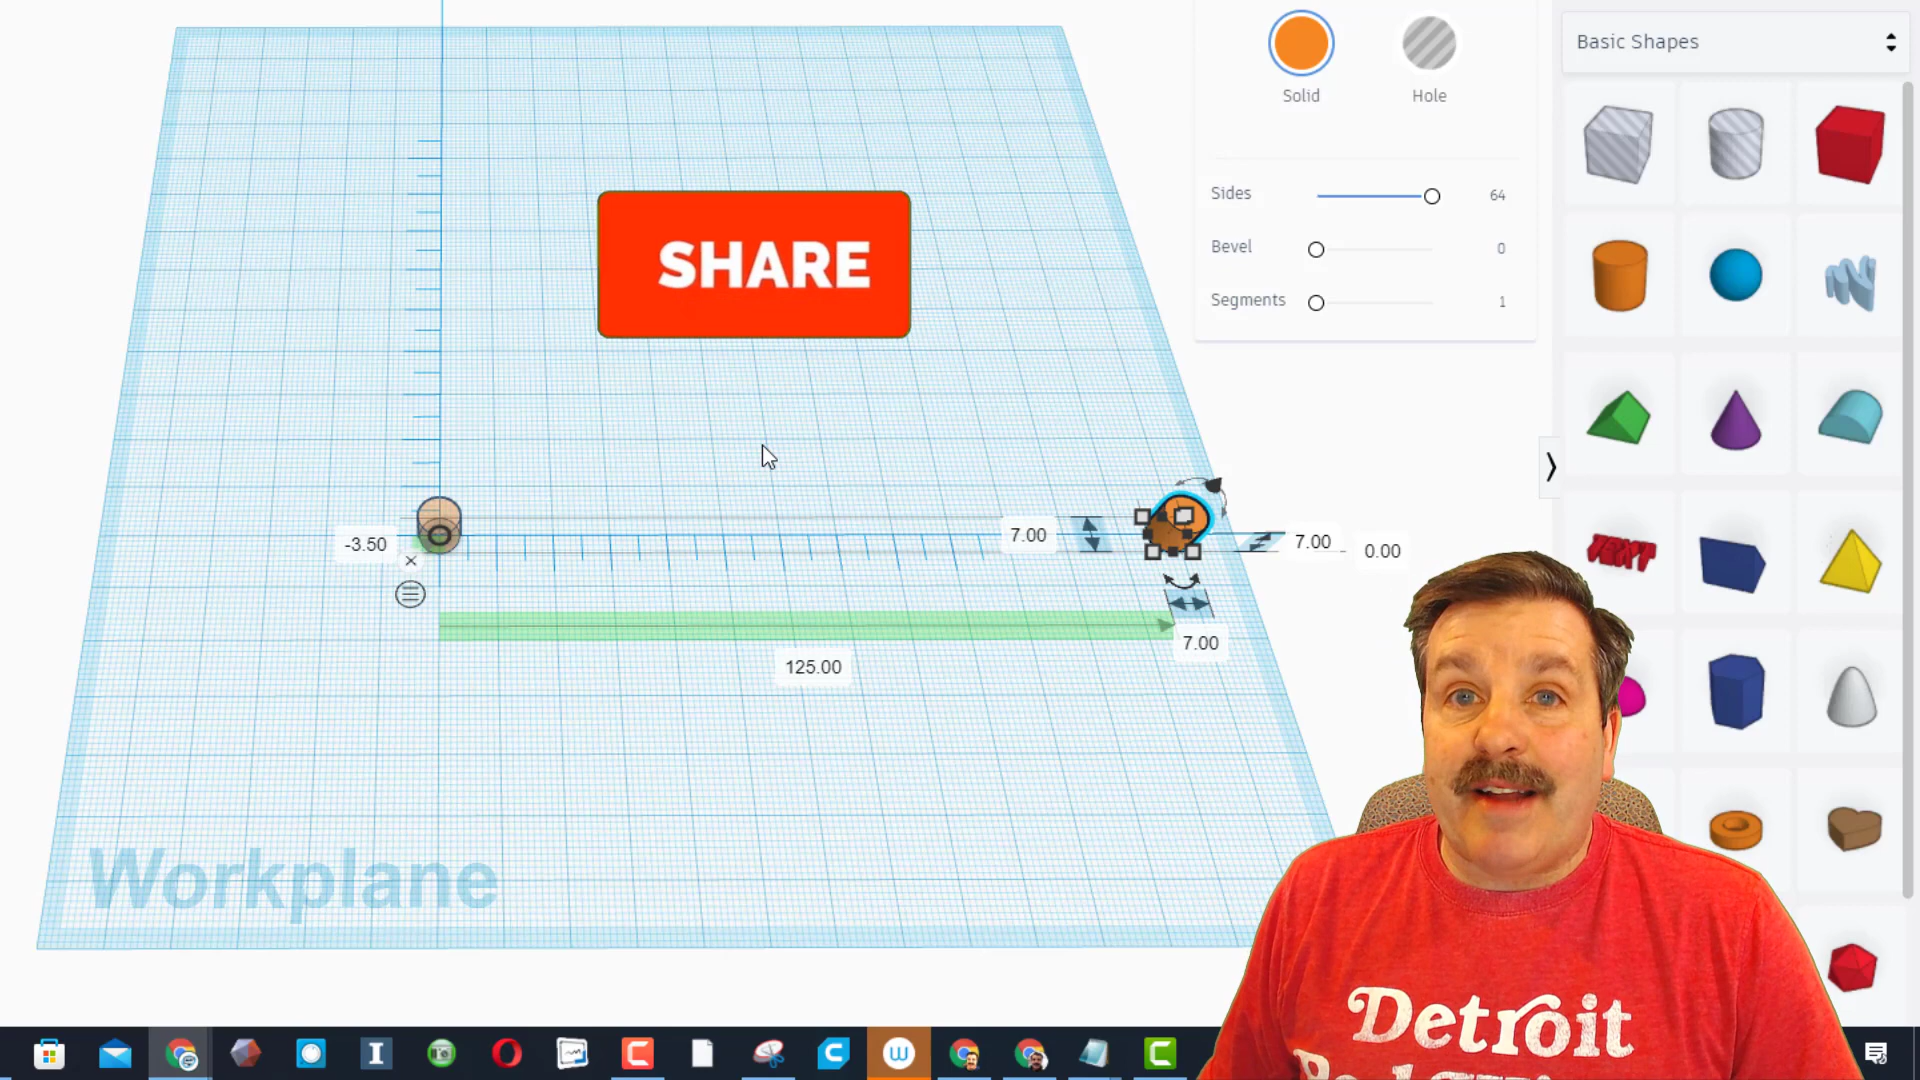 Basic Shapes
Solid
Hole
Sides
64
Bevel
0
Segments
1
SHARE
TEXT
-3.50
7.00
7.00
0.00
7.00
125.00
Workplane
Detroit